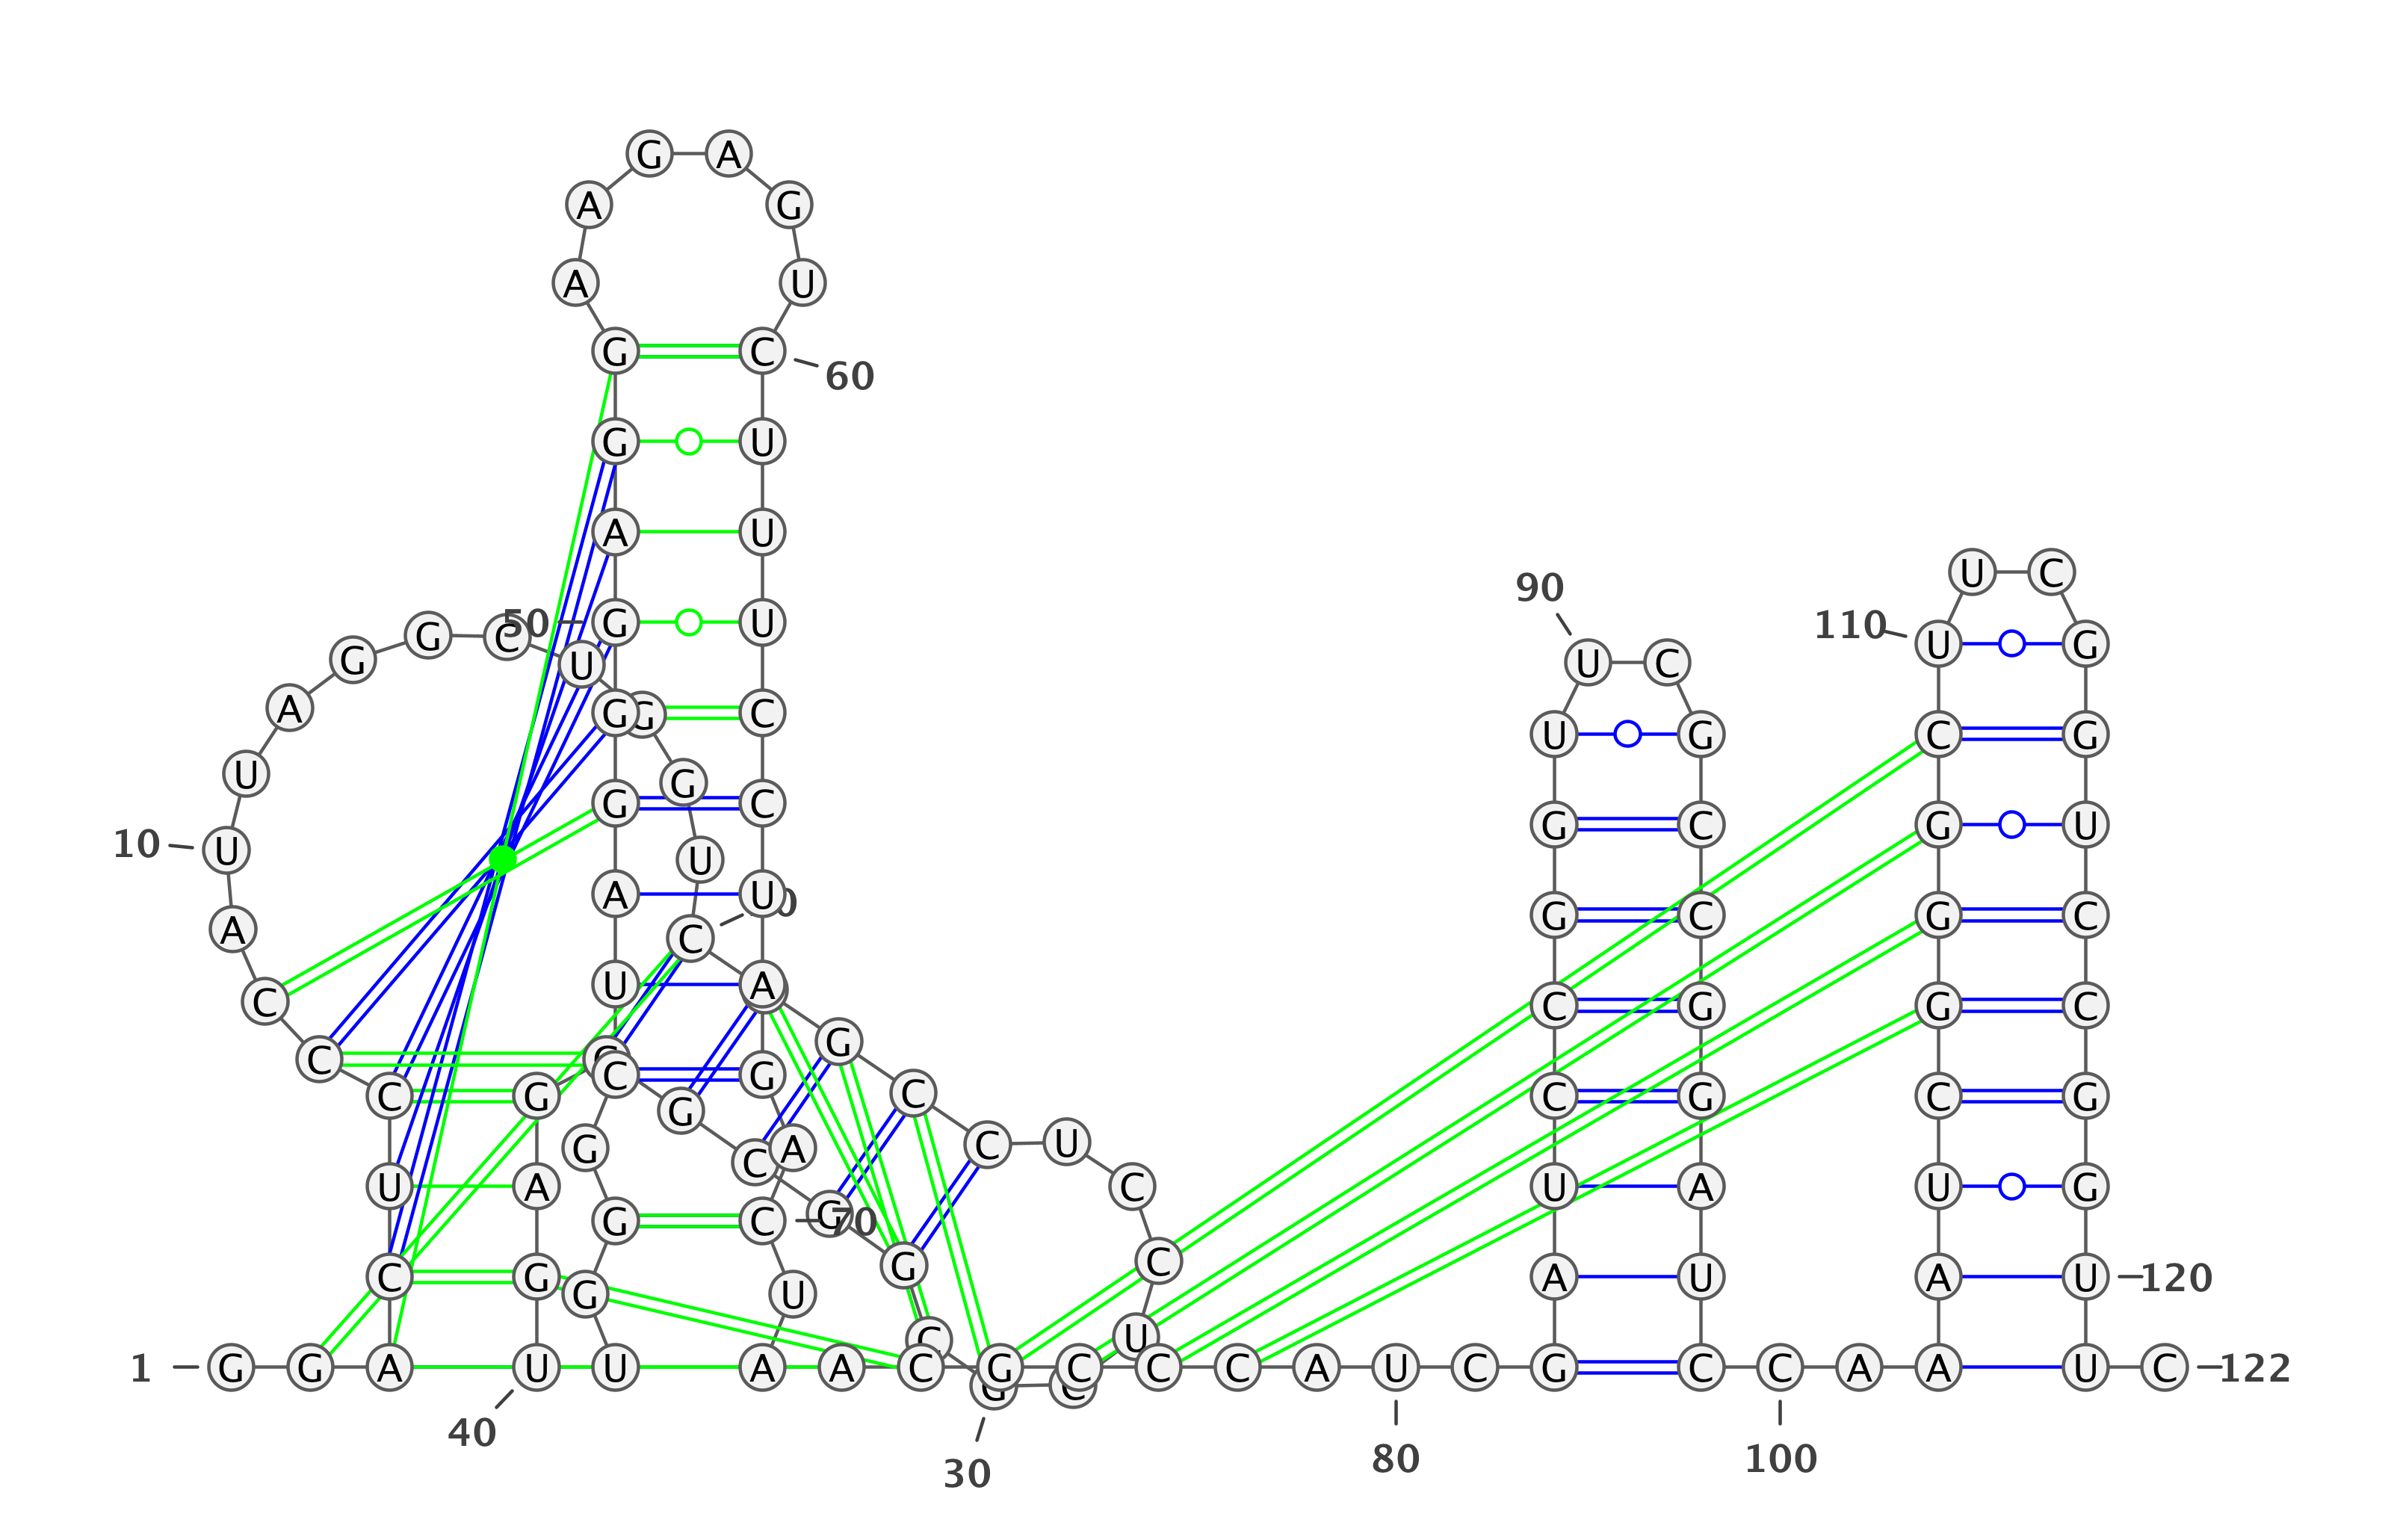 G A
A G
A U
G C
60
G U
A U
U C
90
50 G U 110
G C U G
G U U C
A G G C
U G C G
U G
G C G C G U
10 U U
A U
G C G C
A C
U A
C C G G C
G
C
C G
C G C C G C G
G
G A C U
C
U A C U A U G
G G C 70
G C
C G A U A U 120
G U
C U
1 G G A U U A A C G C C C A U C G C C A A U C 122
G C
40
30
80
100